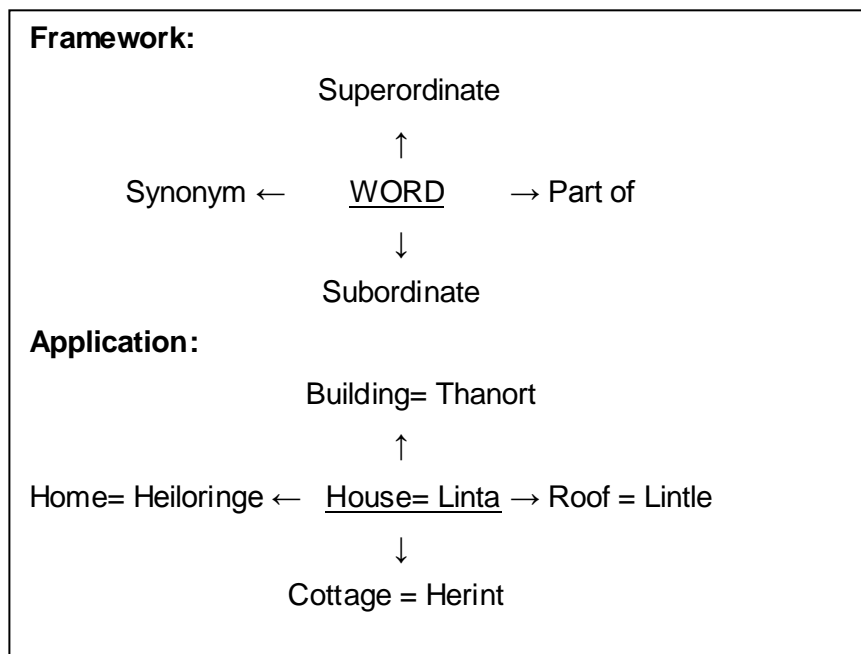 Framework:
Superordinate
↑
Synonym ← WORD → Part of
↓
Subordinate
Application:
Building= Thanort
↑
Home= Heiloringe ← House= Linta → Roof = Lintle
↓
Cottage = Herint